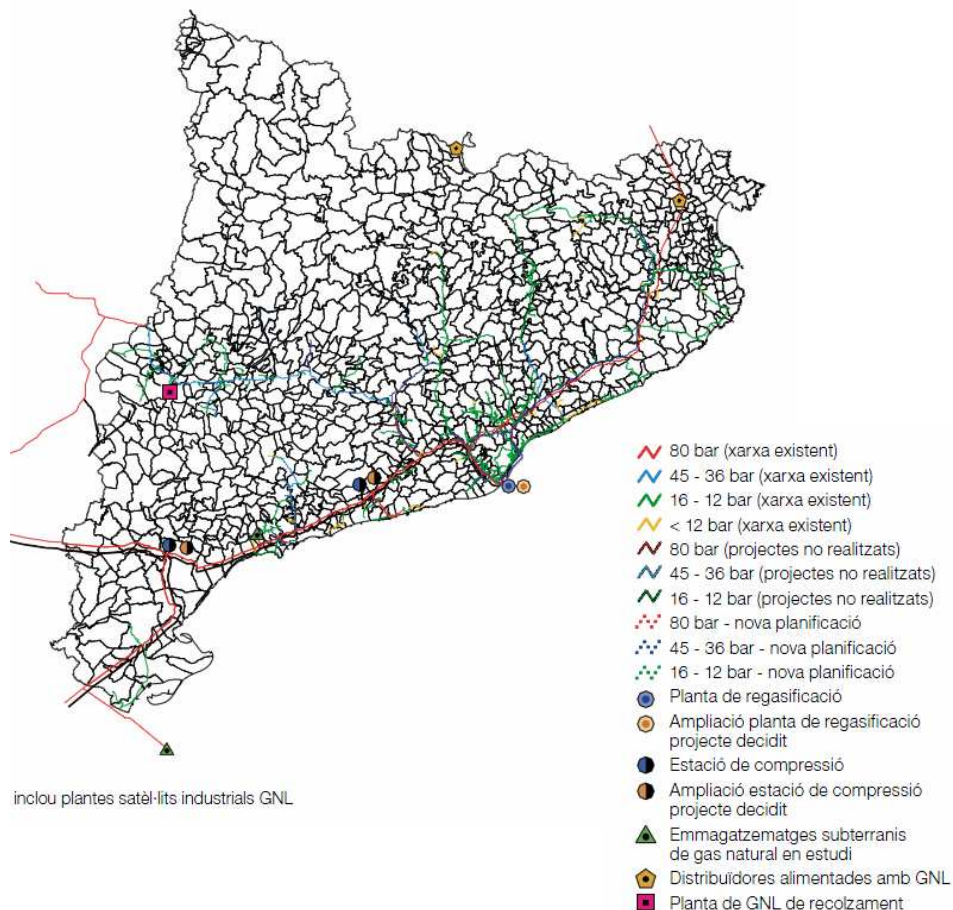 80 bar (xarxa existent)
45 - 36 bar (xarxa existent)
16 - 12 bar (xarxa existent)
< 12 bar (xarxa existent)
80 bar (projectes no realitzats)
45 - 36 bar (projectes no realitzats)
16 - 12 bar (projectes no realitzats)
80 bar - nova planificació
45 - 36 bar - nova planificació
16 - 12 bar - nova planificació
Planta de regasificació
Ampliació planta de regasificació
projecte decidit
Estació de compressió
Ampliació estació de compressió
projecte decidit
Emmagatzematges subterranis
de gas natural en estudi
Distribuïdores alimentades amb GNL
Planta de GNL de recolzament
inclou plantes satèl·lits industrials GNL